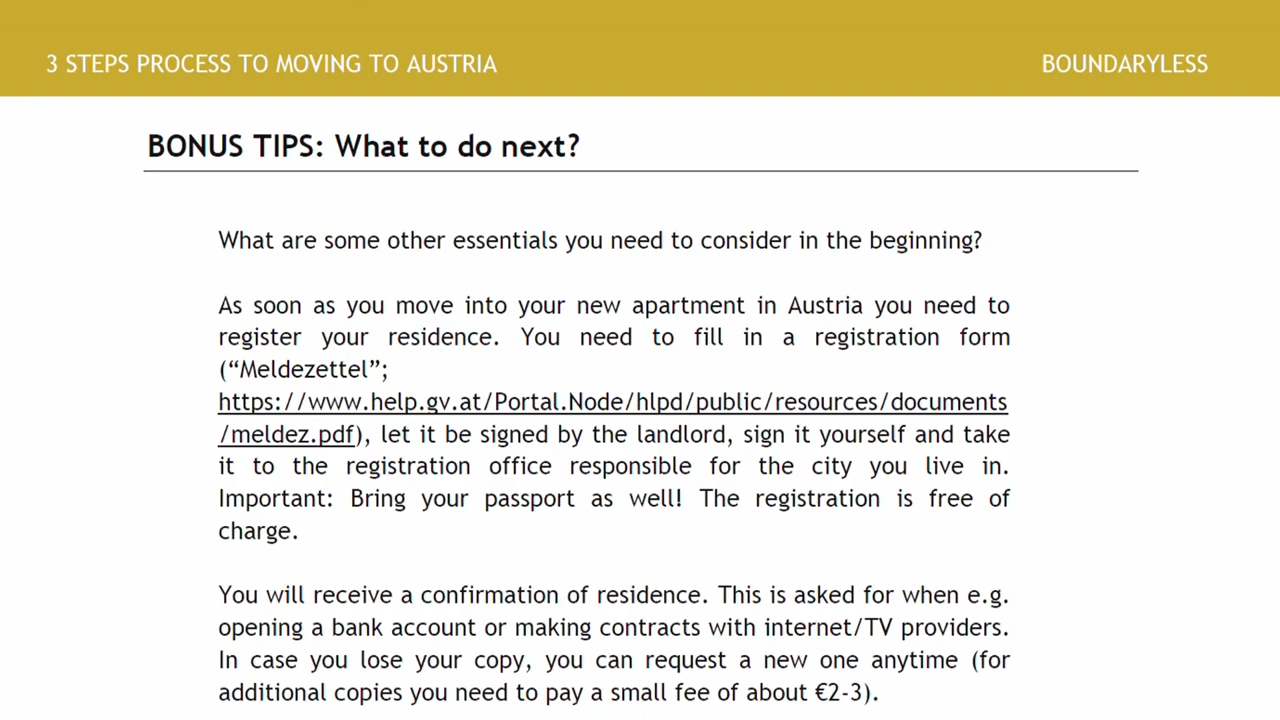 3 STEPS PROCESS TO MOVING TO AUSTRIA BOUNDARYLESS
BONUS TIPS: What to do next?
What are some other essentials you need to consider in the beginning?
As soon as you move into your new apartment in Austria you need to
register your residence. You need to fill in a registration form
(“Meldezettel”;
https://www.help.gv.at/Portal.Node/hlpd/public/resources/documents
/meldez.pdf), let it be signed by the landlord, sign it yourself and take
it to the registration office responsible for the city you live in.
Important: Bring your passport as well! The registration is free of
charge.
You will receive a confirmation of residence. This is asked for when e.g.
opening a bank account or making contracts with internet/TV providers.
In case you lose your copy, you can request a new one anytime (for
additional copies you need to pay a small fee of about €2-3).